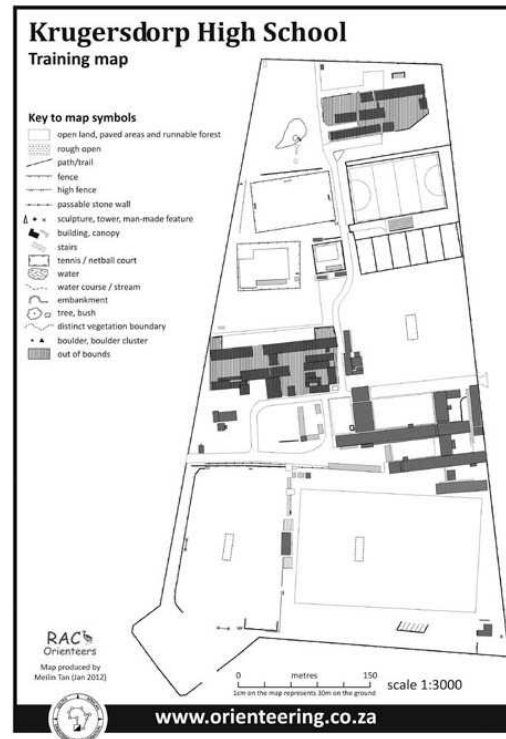 Krugersdorp High School
Training map
Key to map symbols
open land, paved areas and runnable forest
rough open
path/trail
fence
high fence
passable stone wall
sculpture, tower, man-made feature
building, canopy
stairs
tennis / netball court
water
water course / stream
embankment
tree, bush
distinct vegetation boundary
boulder, boulder cluster
out of bounds
RAC
Orienteers
Map produced by
Meilin Tan (Jan 2012)
0 metres 150
1cm on the map represents 30m on the ground
scale 1:3000
www.orienteering.co.za